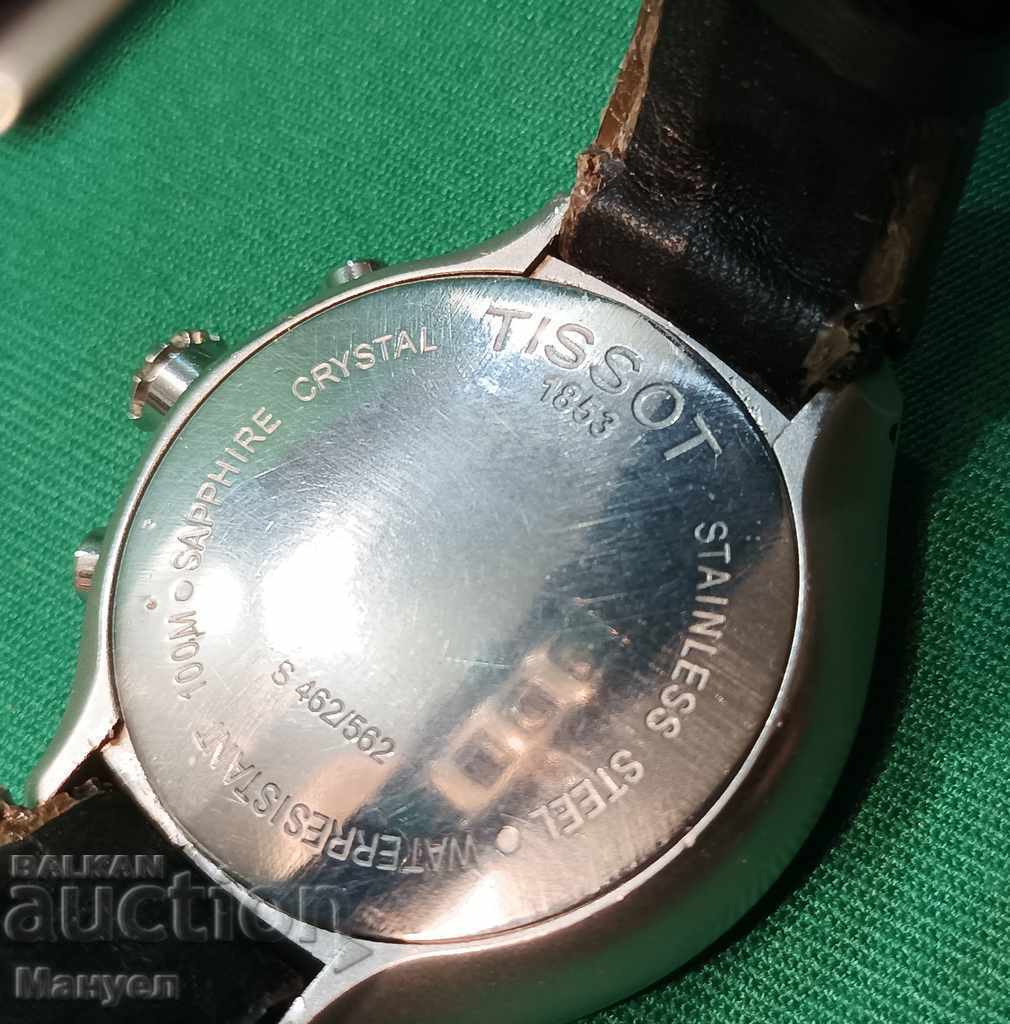 TISSOT
1853
STAINLESS STEEL • WATERRESISTANT 100M • SAPPHIRE CRYSTAL
S 462/562
BALKAN
auction
Мануел